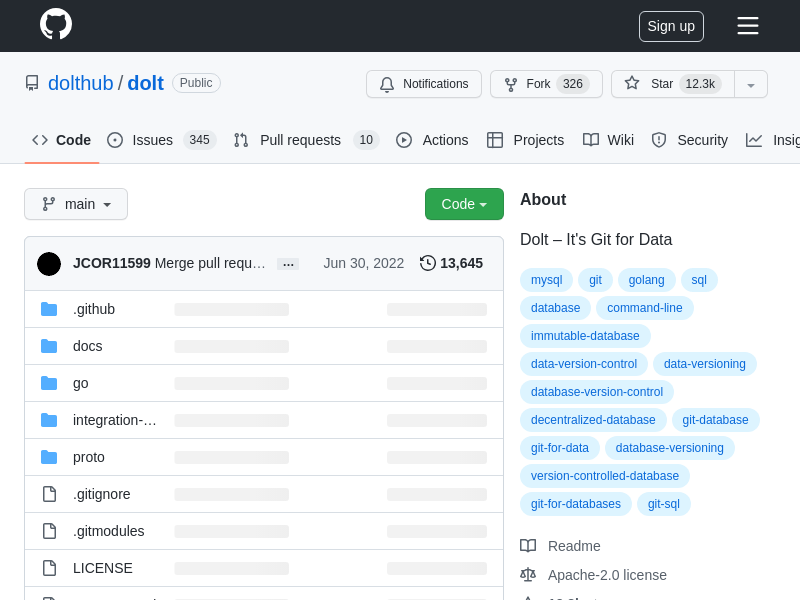 Sign up
dolthub / dolt Public
Notifications Fork 326 Star 12.3k
Code Issues 345 Pull requests 10 Actions Projects Wiki Security
main Code
JCOR11599 Merge pull requ… … Jun 30, 2022 13,645
.github
docs
go
integration-…
proto
.gitignore
.gitmodules
LICENSE
About
Dolt – It's Git for Data
mysql git golang sql
database command-line
immutable-database
data-version-control data-versioning
database-version-control
decentralized-database git-database
git-for-data database-versioning
version-controlled-database
git-for-databases git-sql
Readme
Apache-2.0 license